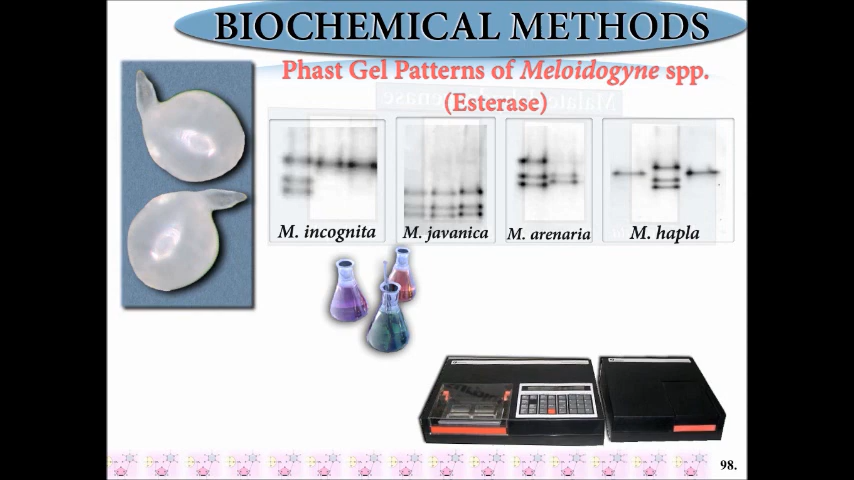 BIOCHEMICAL METHODS
Phast Gel Patterns of Meloidogyne spp.
(Esterase)
M. incognita
M. javanica
M. arenaria
M. hapla
98.